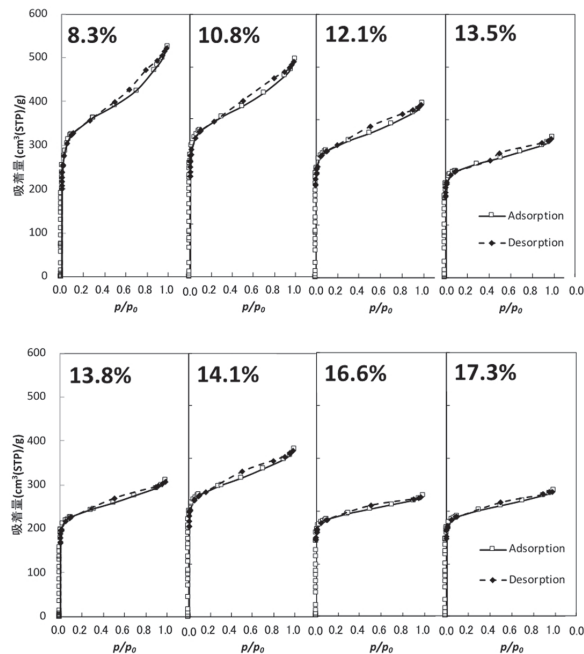 600
500
400
300
200
100
0
吸着量(cm³(STP)/g)
8.3%
10.8%
12.1%
13.5%
Adsorption
Desorption
0.0 0.2 0.4 0.6 0.8 1.0
0.0 0.2 0.4 0.6 0.8 1.0
0.0 0.2 0.4 0.6 0.8 1.0
0.0 0.2 0.4 0.6 0.8 1.0 0.0
p/p₀
p/p₀
p/p₀
p/p₀
600
500
400
300
200
100
0
吸着量(cm³(STP)/g)
13.8%
14.1%
16.6%
17.3%
Adsorption
Desorption
0.0 0.2 0.4 0.6 0.8 1.0
0.0 0.2 0.4 0.6 0.8 1.0
0.0 0.2 0.4 0.6 0.8 1.0
0.0 0.2 0.4 0.6 0.8 1.0 0.0
p/p₀
p/p₀
p/p₀
p/p₀